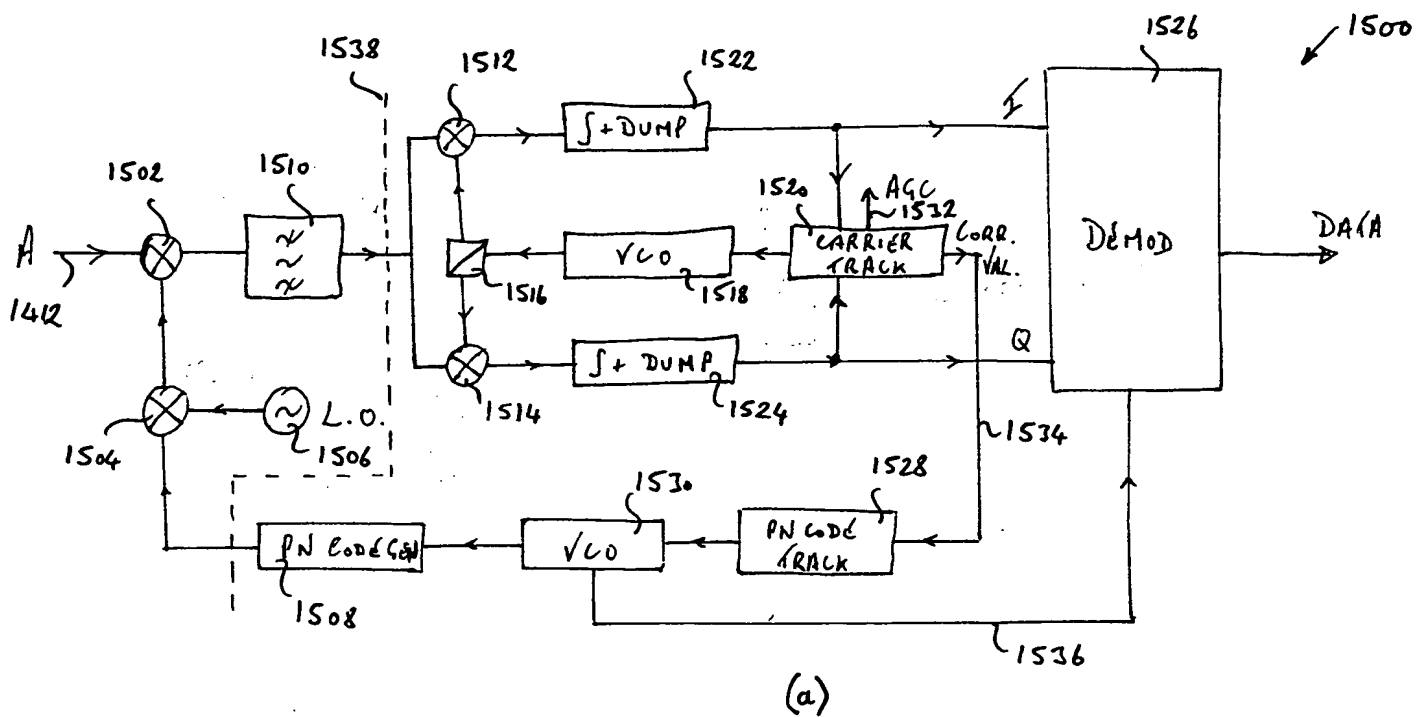 1500
1526
1538
1512
1522
∫+ DUMP
I
1502
1510
1520
AGC
1532
A
1412
VCO
1516
1518
CARRIER
TRACK
CORR.
VAL.
DEMOD
DATA
∫+ DUMP
Q
1514
1524
1504
L.O.
1506
1534
1528
1530
PN CODE GEN
VCO
PN CODE
TRACK
1508
1536
(a)